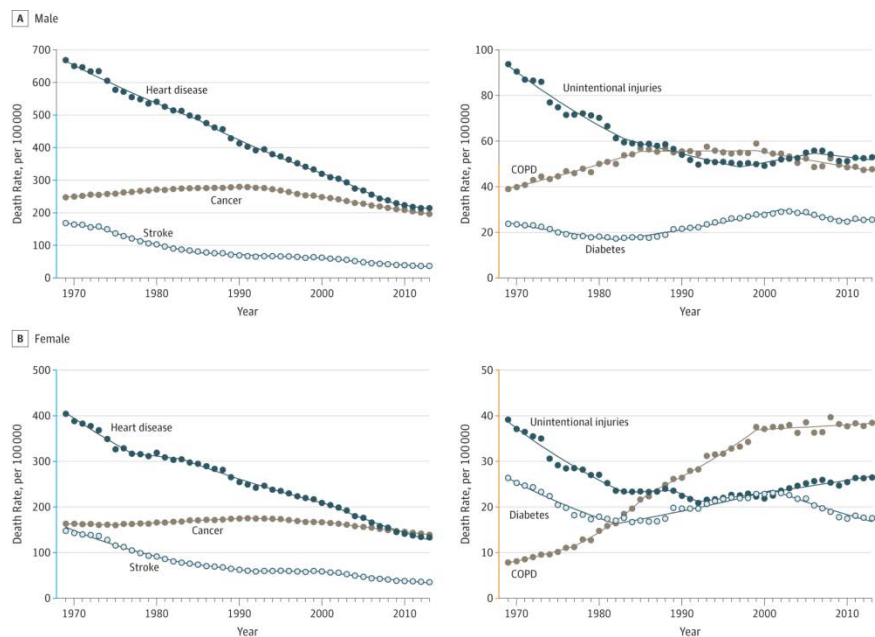 A Male
700
600
500
400
300
200
100
0
Death Rate, per 100 000
Heart disease
Cancer
Stroke
1970 1980 1990 2000 2010
Year
100
80
60
40
20
0
Death Rate, per 100 000
Unintentional injuries
COPD
Diabetes
1970 1980 1990 2000 2010
Year
B Female
500
400
300
200
100
0
Death Rate, per 100 000
Heart disease
Cancer
Stroke
1970 1980 1990 2000 2010
Year
50
40
30
20
10
0
Death Rate, per 100 000
Unintentional injuries
Diabetes
COPD
1970 1980 1990 2000 2010
Year